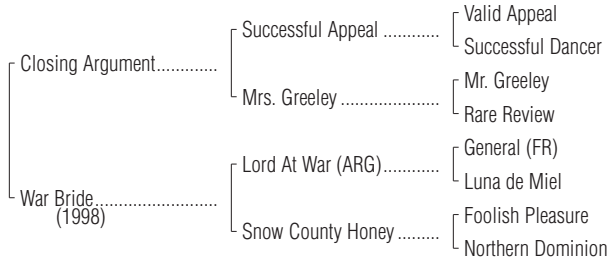 Valid Appeal
Successful Appeal ............
Successful Dancer
Closing Argument.............
Mr. Greeley
Mrs. Greeley .....................
Rare Review
General (FR)
Lord At War (ARG)............
Luna de Miel
War Bride..........................
(1998)
Foolish Pleasure
Snow County Honey .........
Northern Dominion